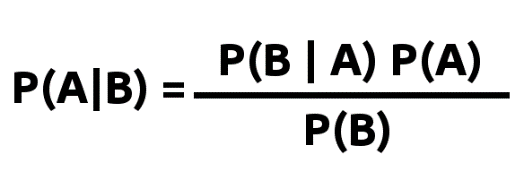 P(A|B) = P(B | A) P(A)
P(B)